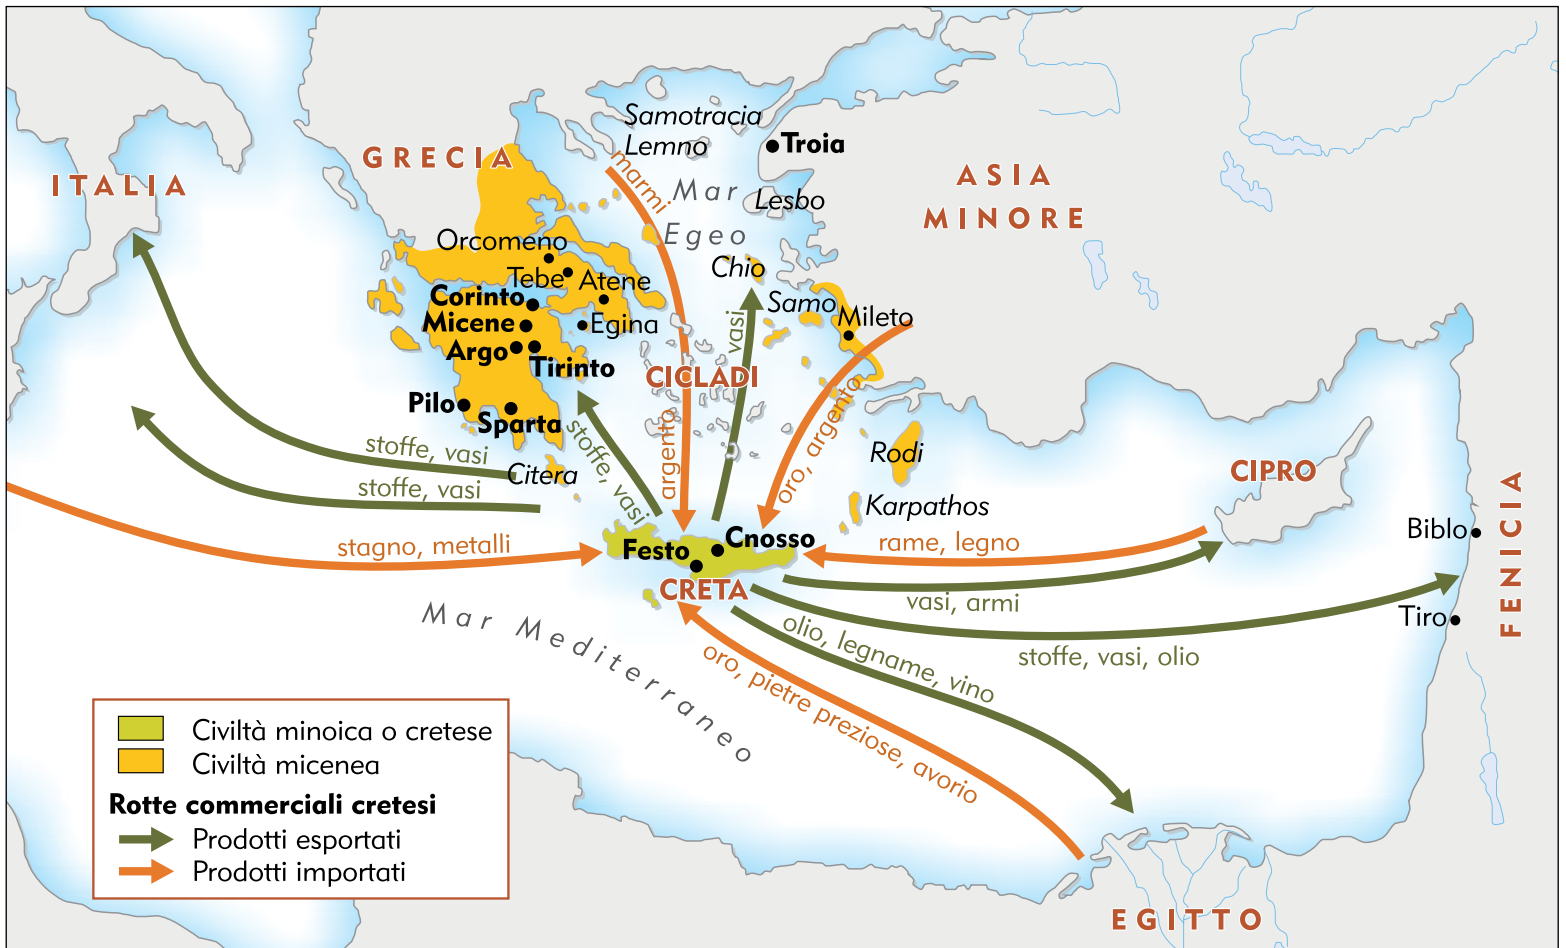 Samotracia
Lemno
Troia
GRECIA
ITALIA
marmi
Mar
Egeo
Lesbo
ASIA
MINORE
Orcomeno
Tebe
Atene
Chio
Corinto
Micene
Egina
Samo
Mileto
vasi
Argo
Tirinto
CICLADI
Pilo
Sparta
stoffe, vasi
argento
oro, argento
Rodi
stoffe, vasi
Citera
stoffe, vasi
CIPRO
Karpathos
FENICIA
Biblo
stagno, metalli
Festo
Cnosso
rame, legno
CRETA
vasi, armi
Tiro
Mar Mediterraneo
olio, legname, vino
stoffe, vasi, olio
oro, pietre preziose, avorio
Civiltà minoica o cretese
Civiltà micenea
Rotte commerciali cretesi
Prodotti esportati
Prodotti importati
EGITTO